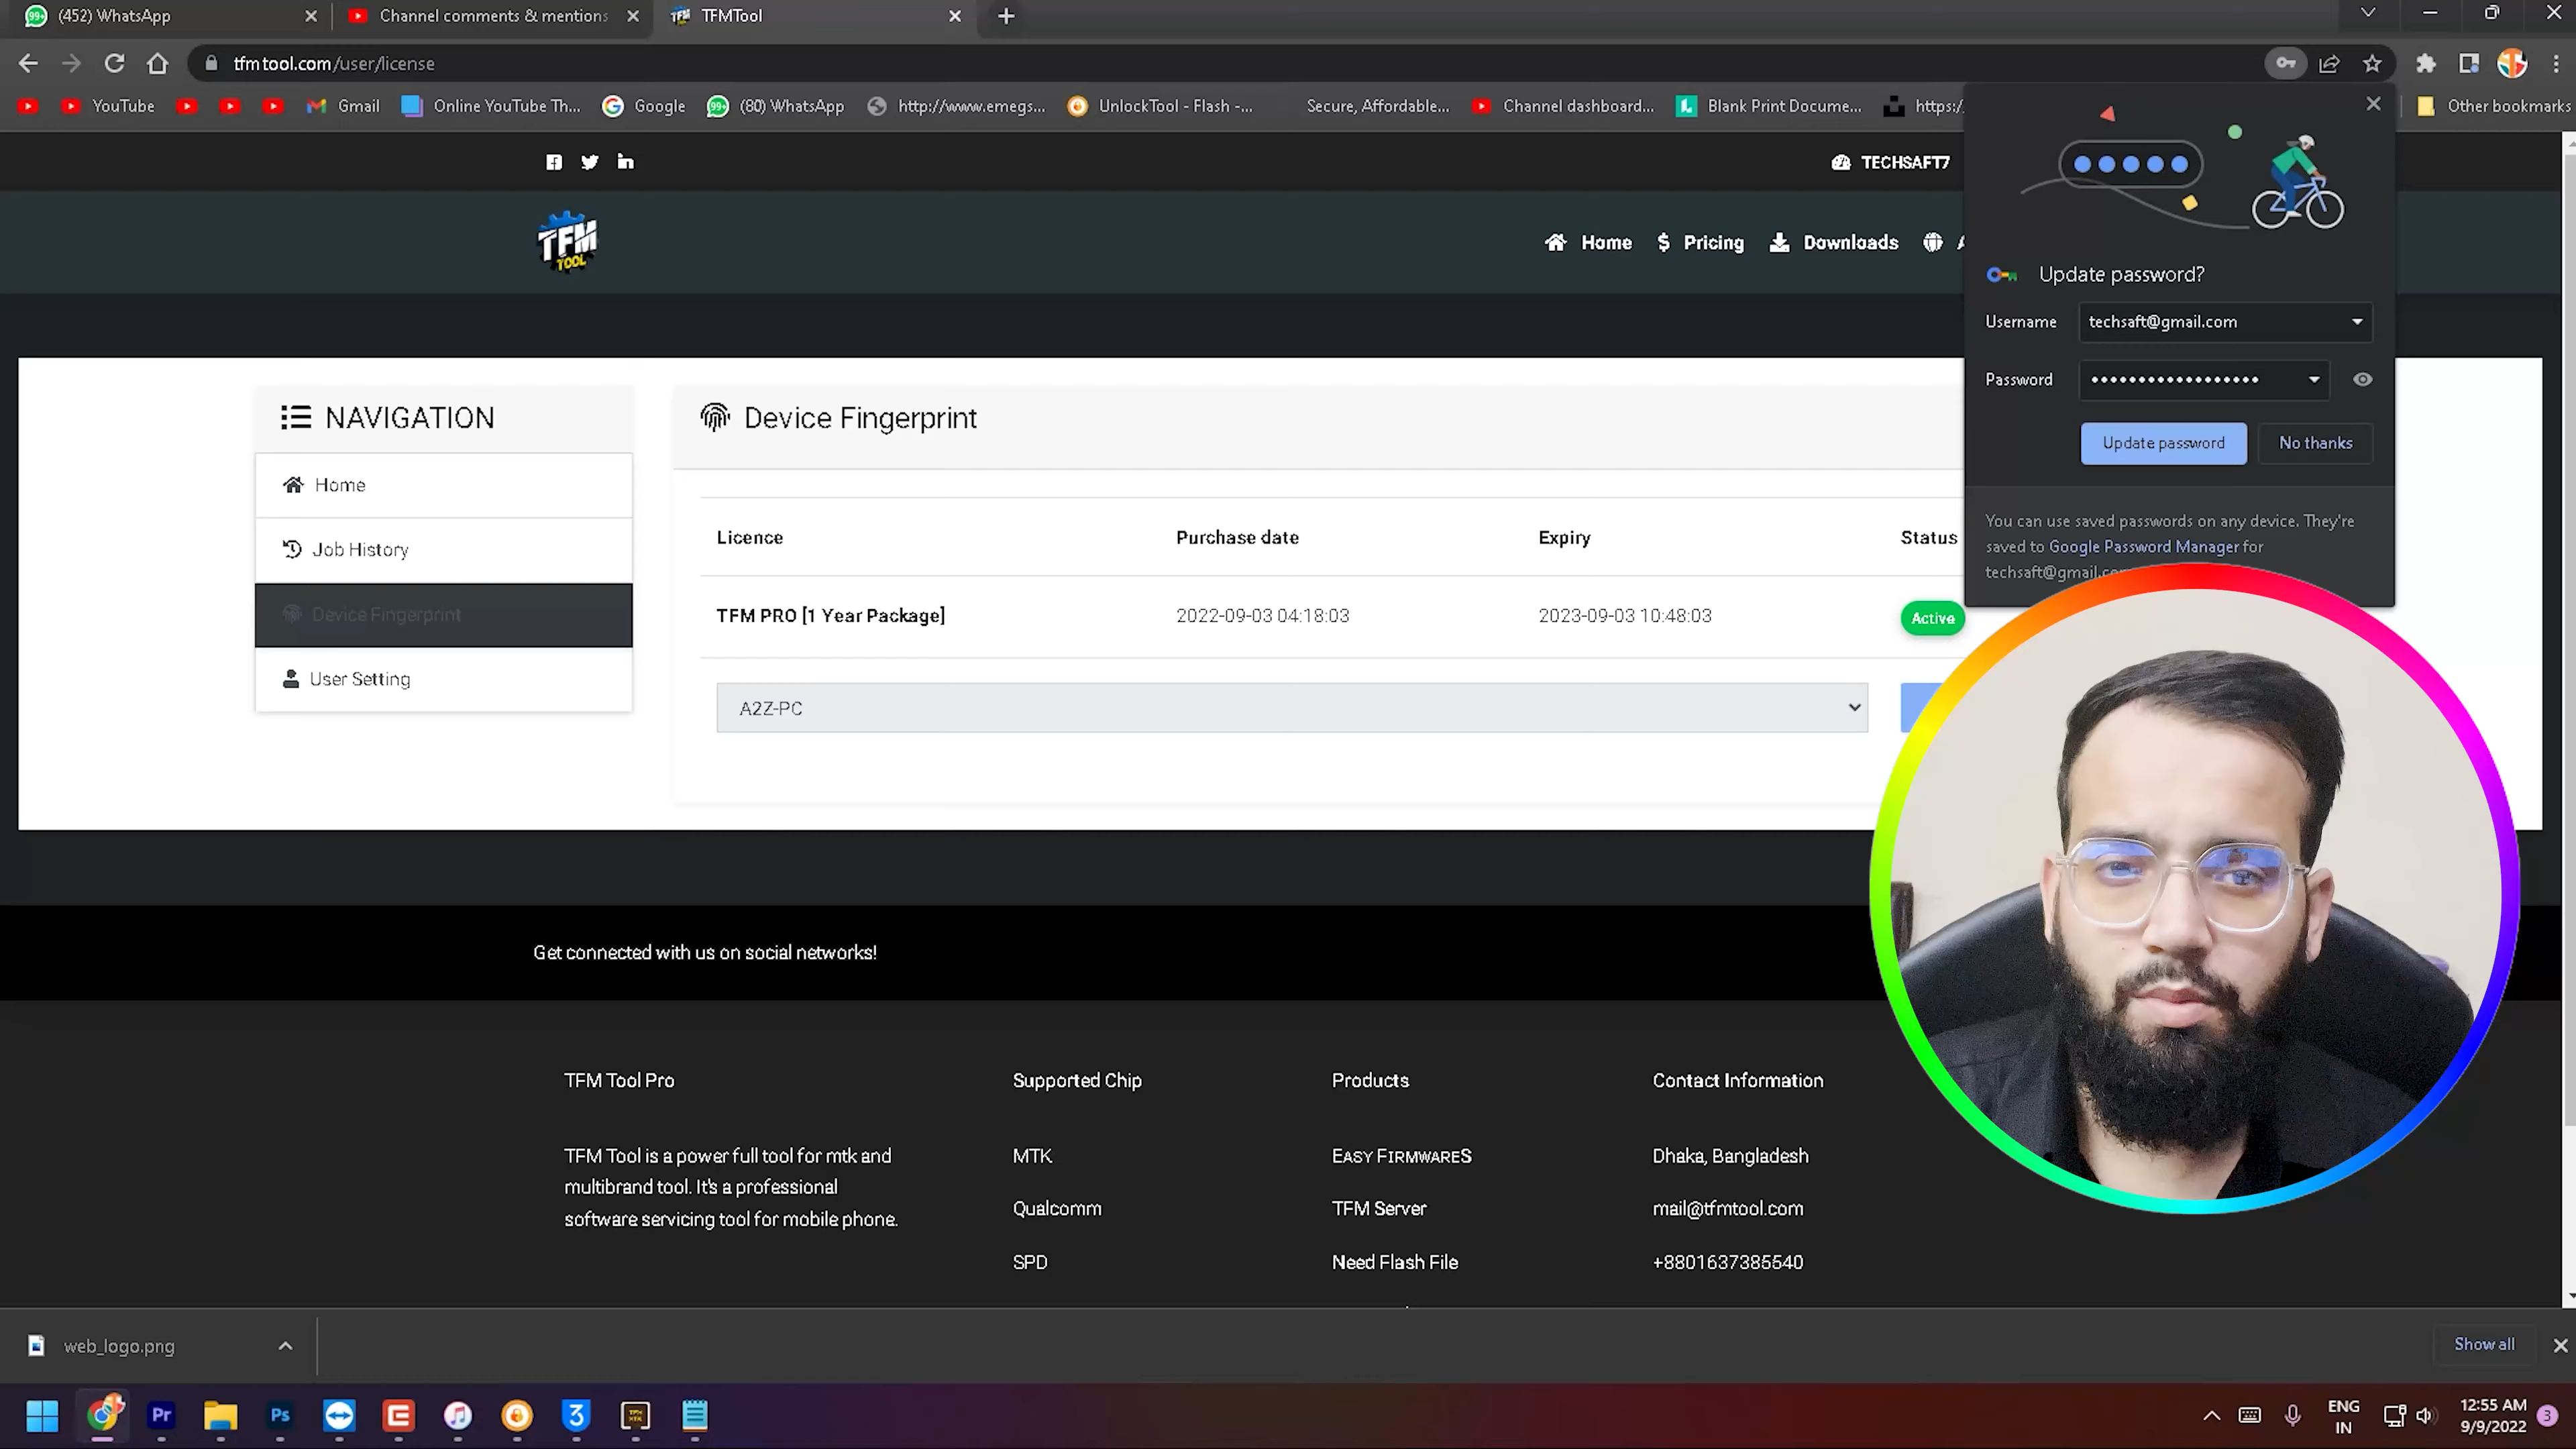 (452) WhatsApp
Channel comments & mentions
TFMTool
tfmtool.com/user/license
YouTube
Gmail
Online YouTube Th...
Google
(80) WhatsApp
http://www.emegs...
UnlockTool - Flash -...
Secure, Affordable...
Channel dashboard...
Blank Print Docume...
https:/
Other bookmarks
TECHSAFT7
TFM
TOOL
Home
Pricing
Downloads
Update password?
Username
techsaft@gmail.com
Password
Update password
No thanks
You can use saved passwords on any device. They're
saved to Google Password Manager for
techsaft@gmail.co
NAVIGATION
Home
Job History
Device Fingerprint
User Setting
Device Fingerprint
Licence Purchase date Expiry Status
TFM PRO [1 Year Package] 2022-09-03 04:18:03 2023-09-03 10:48:03 Active
A2Z-PC
Get connected with us on social networks!
TFM Tool Pro
TFM Tool is a power full tool for mtk and
multibrand tool. It's a professional
software servicing tool for mobile phone.
Supported Chip
MTK
Qualcomm
SPD
Products
EASY FIRMWARES
TFM Server
Need Flash File
Contact Information
Dhaka, Bangladesh
mail@tfmtool.com
+8801637385540
web_logo.png
Show all
Pr
Ps
3
ENG
IN
12:55 AM
9/9/2022
3